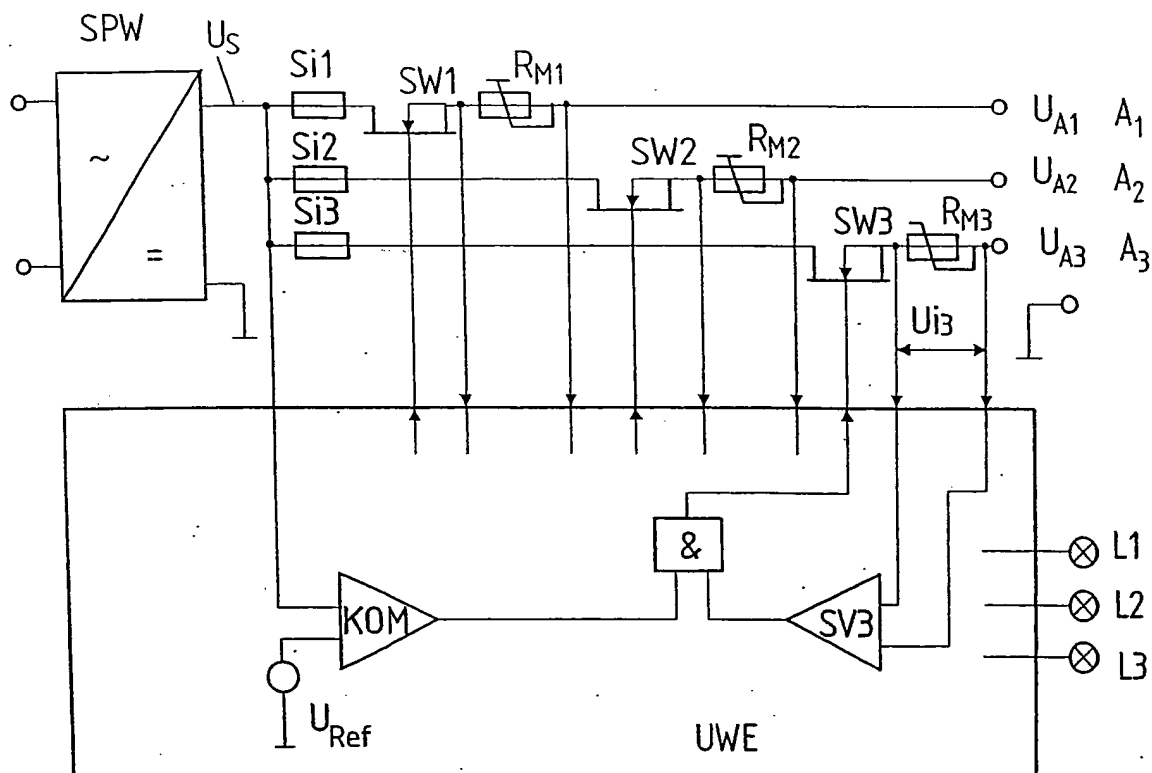 SPW
U_S
Si1
SW1
R_M1
U_A1 A_1
~
=
Si2
SW2
R_M2
U_A2 A_2
Si3
SW3
R_M3
U_A3 A_3
Ui3
&
KOM
SV3
L1
L2
L3
U_Ref
UWE